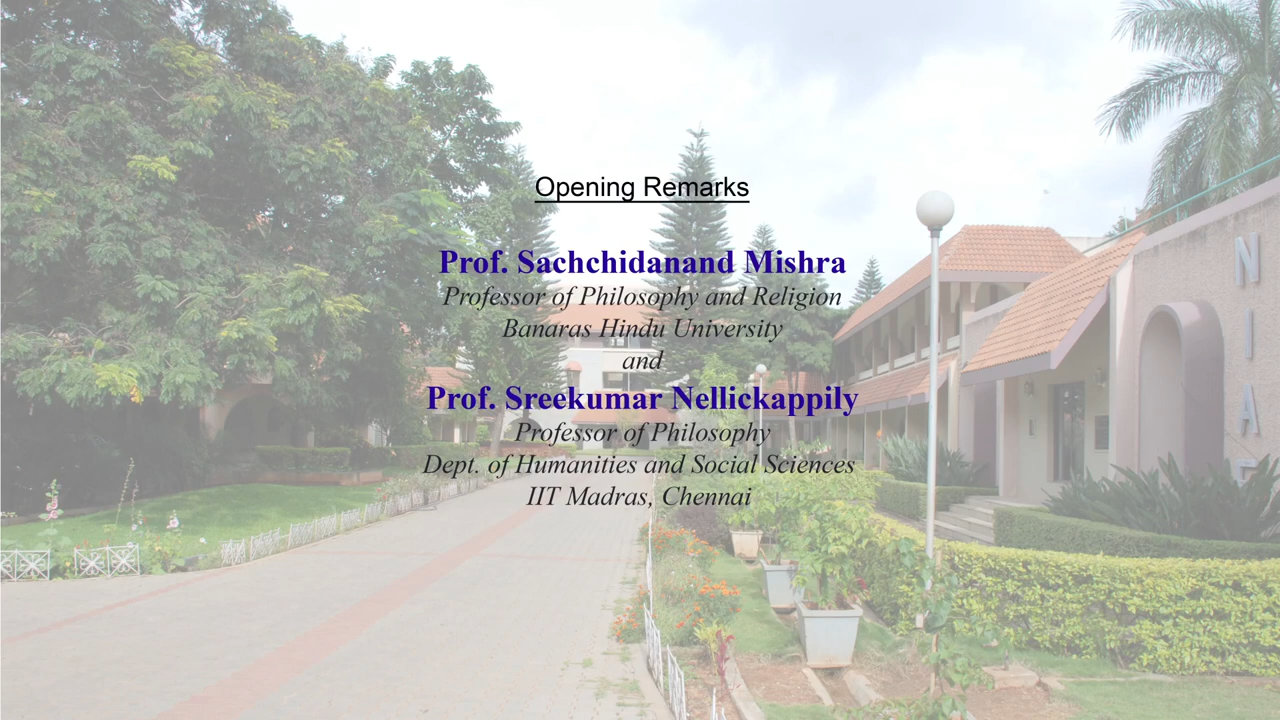 Opening Remarks
Prof. Sachchidanand Mishra
Professor of Philosophy and Religion
Banaras Hindu University
and
Prof. Sreekumar Nellickappily
Professor of Philosophy
Dept. of Humanities and Social Sciences
IIT Madras, Chennai
NIAS